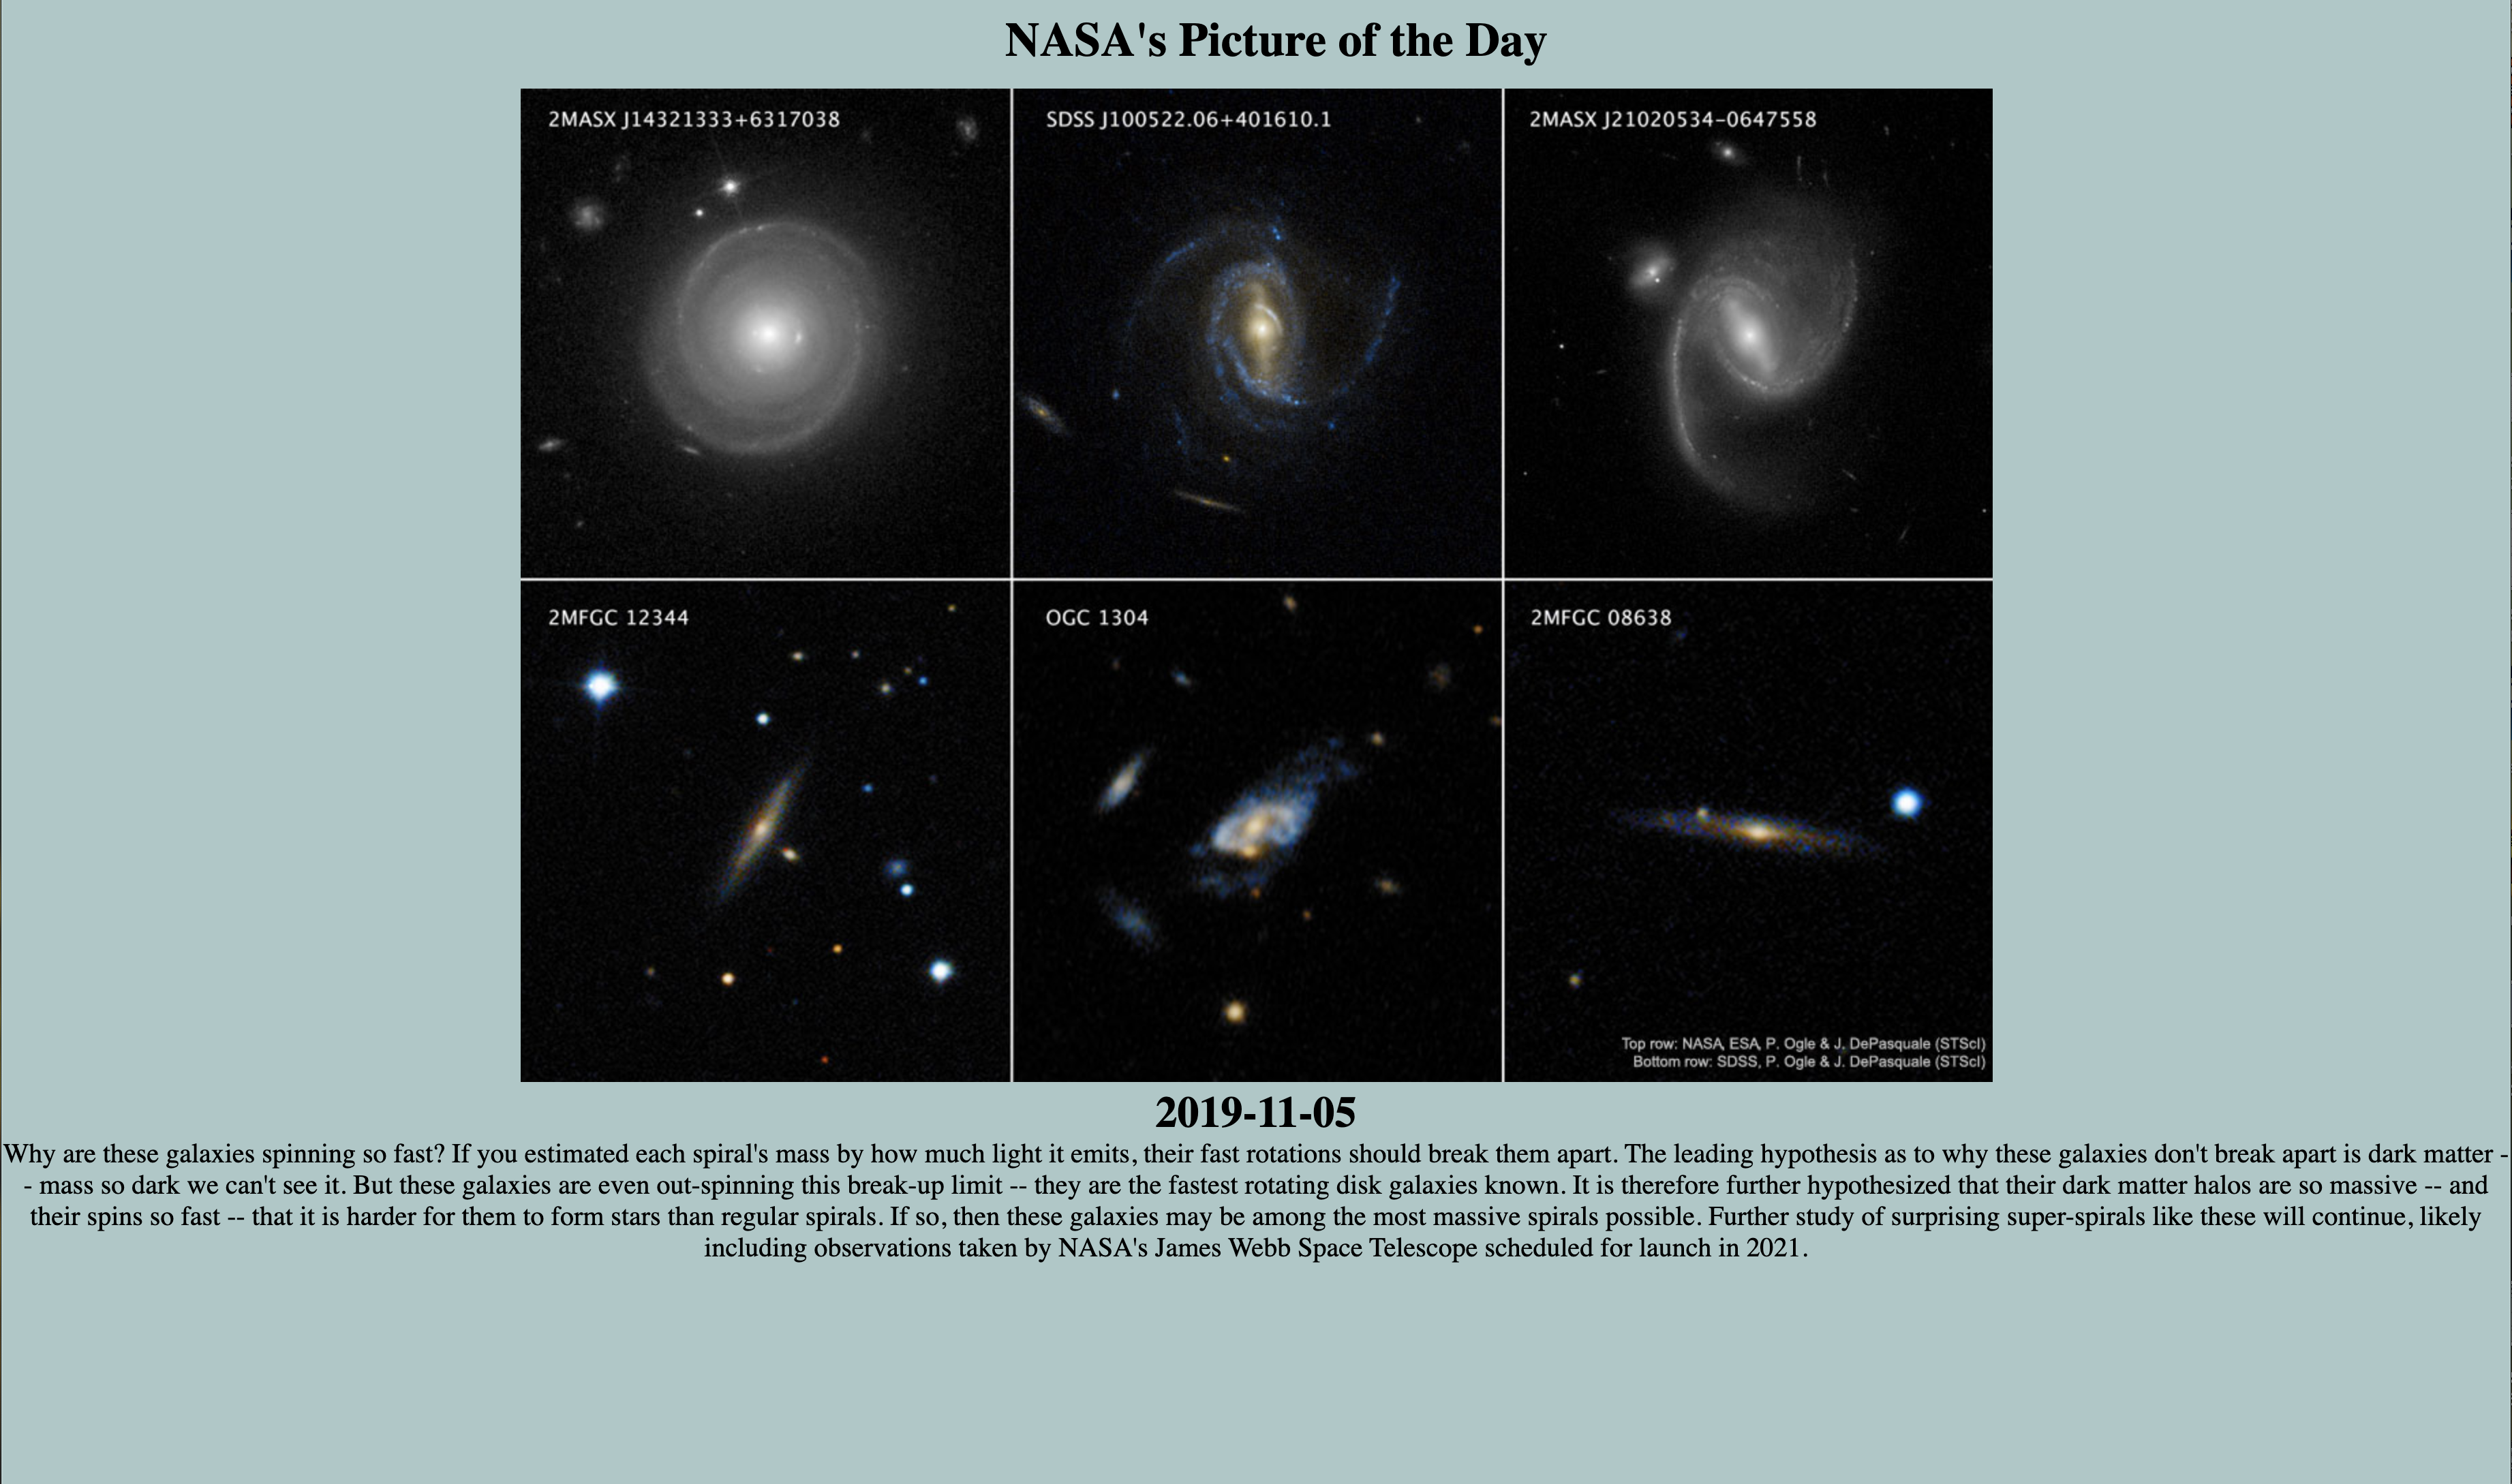 NASA's Picture of the Day
2MASX J14321333+6317038
SDSS J100522.06+401610.1
2MASX J21020534-0647558
2MFGC 12344
OGC 1304
2MFGC 08638
Top row: NASA, ESA, P. Ogle & J. DePasquale (STScI)
Bottom row: SDSS, P. Ogle & J. DePasquale (STScI)
2019-11-05
Why are these galaxies spinning so fast? If you estimated each spiral's mass by how much light it emits, their fast rotations should break them apart. The leading hypothesis as to why these galaxies don't break apart is dark matter -
- mass so dark we can't see it. But these galaxies are even out-spinning this break-up limit -- they are the fastest rotating disk galaxies known. It is therefore further hypothesized that their dark matter halos are so massive -- and
their spins so fast -- that it is harder for them to form stars than regular spirals. If so, then these galaxies may be among the most massive spirals possible. Further study of surprising super-spirals like these will continue, likely
including observations taken by NASA's James Webb Space Telescope scheduled for launch in 2021.